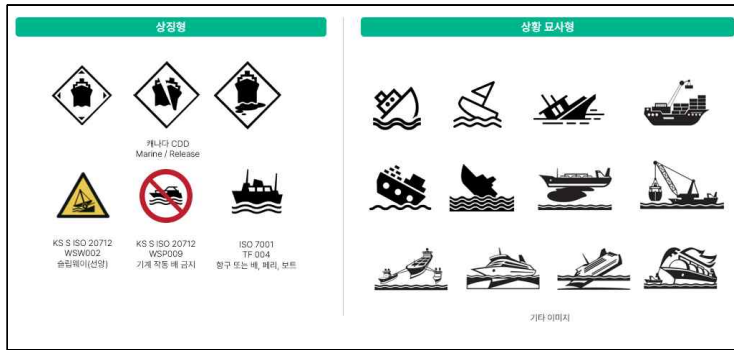 상징형
상황 묘사형
캐나다 CDD
Marine / Release
KS S ISO 20712
WSW002
슬립웨이(선양)
KS S ISO 20712
WSP009
기계 작동 배 금지
ISO 7001
TF 004
항구 또는 배, 페리, 보트
기타 이미지